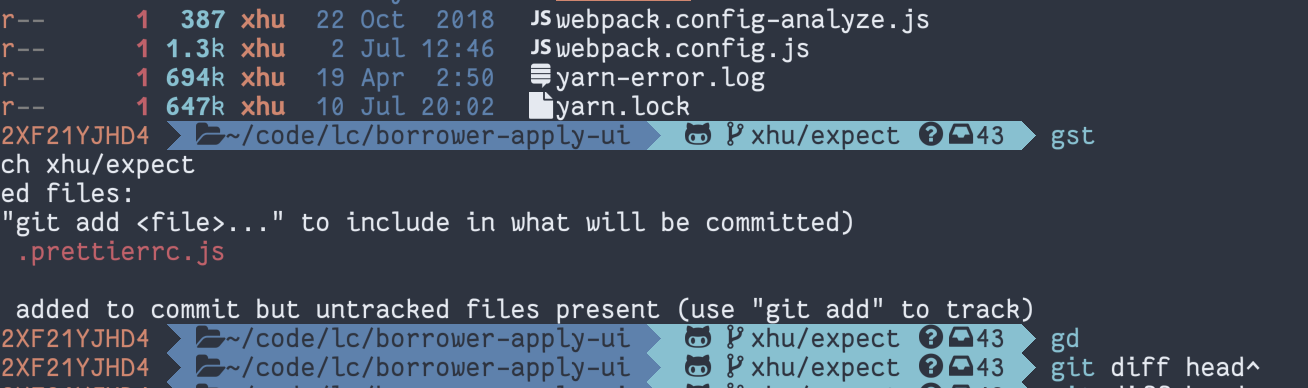 r-- 1 387 xhu 22 Oct 2018 JS webpack.config-analyze.js
r-- 1 1.3k xhu 2 Jul 12:46 JS webpack.config.js
r-- 1 694k xhu 19 Apr 2:50 yarn-error.log
r-- 1 647k xhu 10 Jul 20:02 yarn.lock
2XF21YJHD4 ~/code/lc/borrower-apply-ui xhu/expect ? 43 gst
ch xhu/expect
ed files:
"git add <file>..." to include in what will be committed)
.prettierrc.js
added to commit but untracked files present (use "git add" to track)
2XF21YJHD4 ~/code/lc/borrower-apply-ui xhu/expect ? 43 gd
2XF21YJHD4 ~/code/lc/borrower-apply-ui xhu/expect ? 43 git diff head^